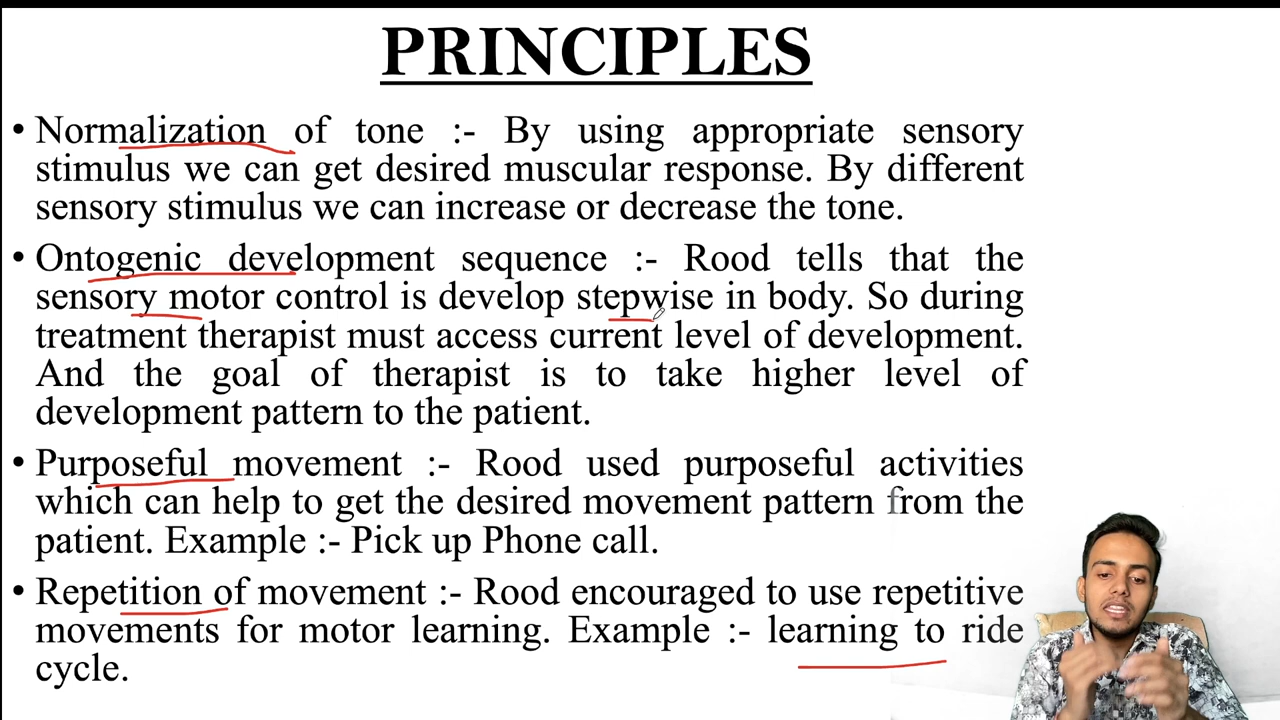 PRINCIPLES
• Normalization of tone :- By using appropriate sensory
stimulus we can get desired muscular response. By different
sensory stimulus we can increase or decrease the tone.
• Ontogenic development sequence :- Rood tells that the
sensory motor control is develop stepwise in body. So during
treatment therapist must access current level of development.
And the goal of therapist is to take higher level of
development pattern to the patient.
• Purposeful movement :- Rood used purposeful activities
which can help to get the desired movement pattern from the
patient. Example :- Pick up Phone call.
• Repetition of movement :- Rood encouraged to use repetitive
movements for motor learning. Example :- learning to ride
cycle.